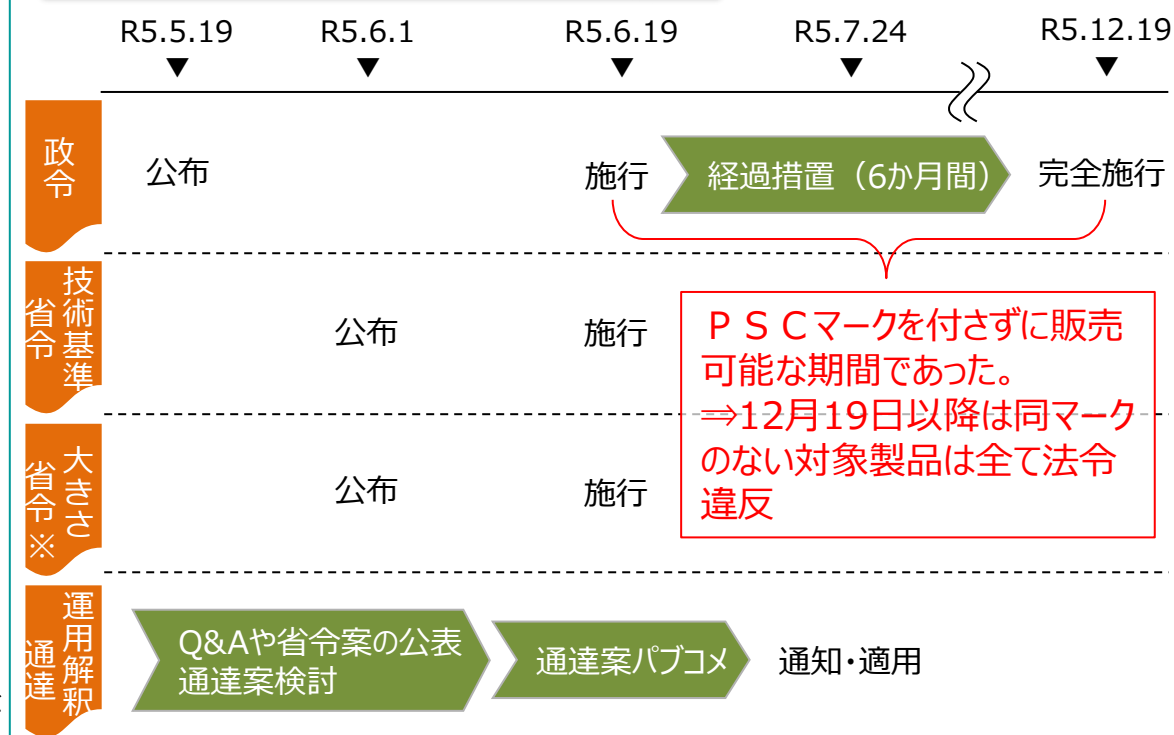 R5.5.19 R5.6.1 R5.6.19 R5.7.24 R5.12.19
▼ ▼ ▼ ▼ ▼
政令
公布 施行 経過措置（6か月間） 完全施行
技術基準
省令
公布 施行
ＰＳＣマークを付さずに販売
可能な期間であった。
⇒12月19日以降は同マーク
のない対象製品は全て法令
違反
大きさ
省令※
公布 施行
運用解釈
通達
Q&Aや省令案の公表
通達案検討
通達案パブコメ
通知・適用